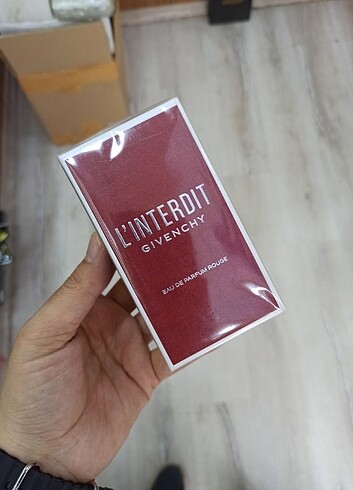 L'INTERDIT
GIVENCHY
EAU DE PARFUM ROUGE